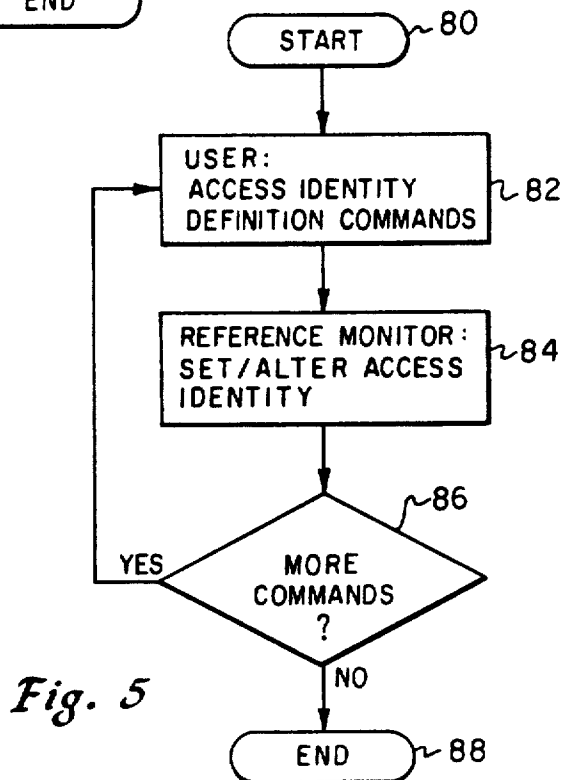 END
START
80
USER:
ACCESS IDENTITY
DEFINITION COMMANDS
82
REFERENCE MONITOR:
SET/ALTER ACCESS
IDENTITY
84
86
YES
MORE
COMMANDS
?
NO
Fig. 5
END
88